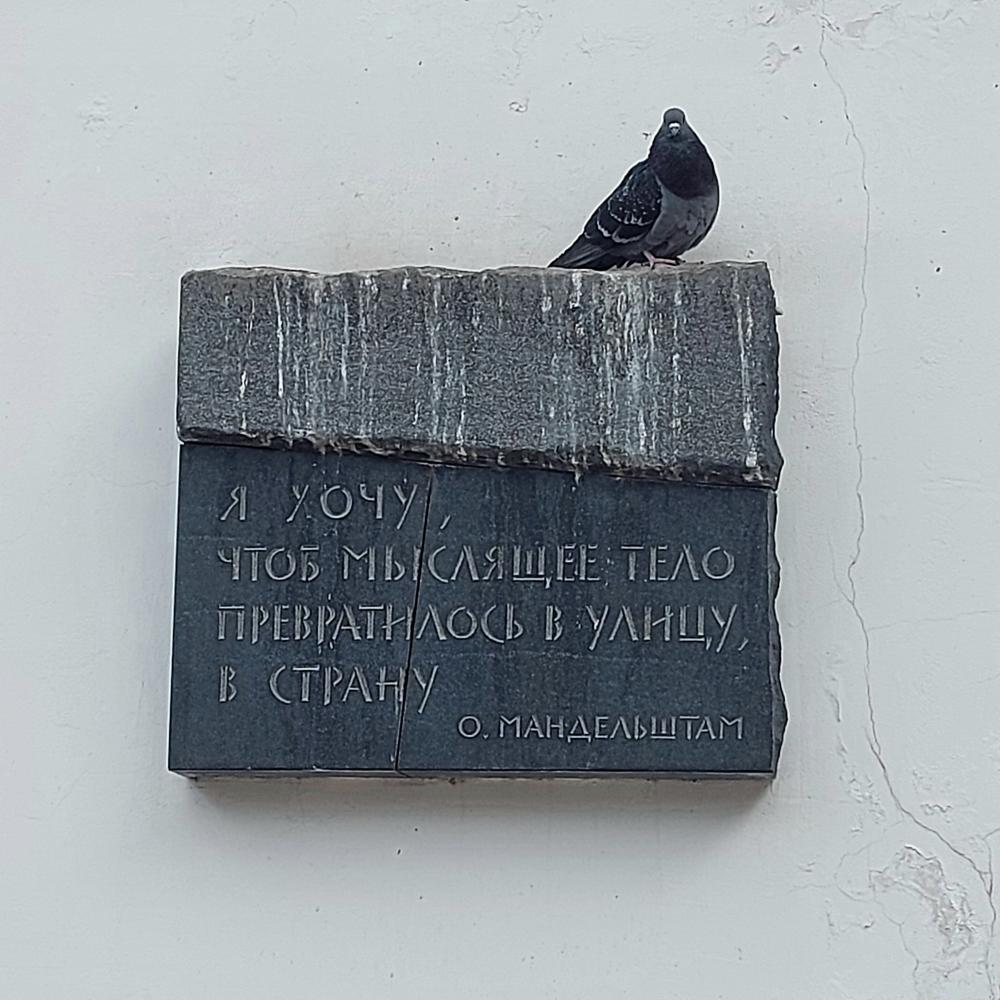 Я ХОЧУ,
ЧТОБ МЫСЛЯЩЕЕ ТЕЛО
ПРЕВРАТИЛОСЬ В УЛИЦУ,
В СТРАНУ
О. МАНДЕЛЬШТАМ